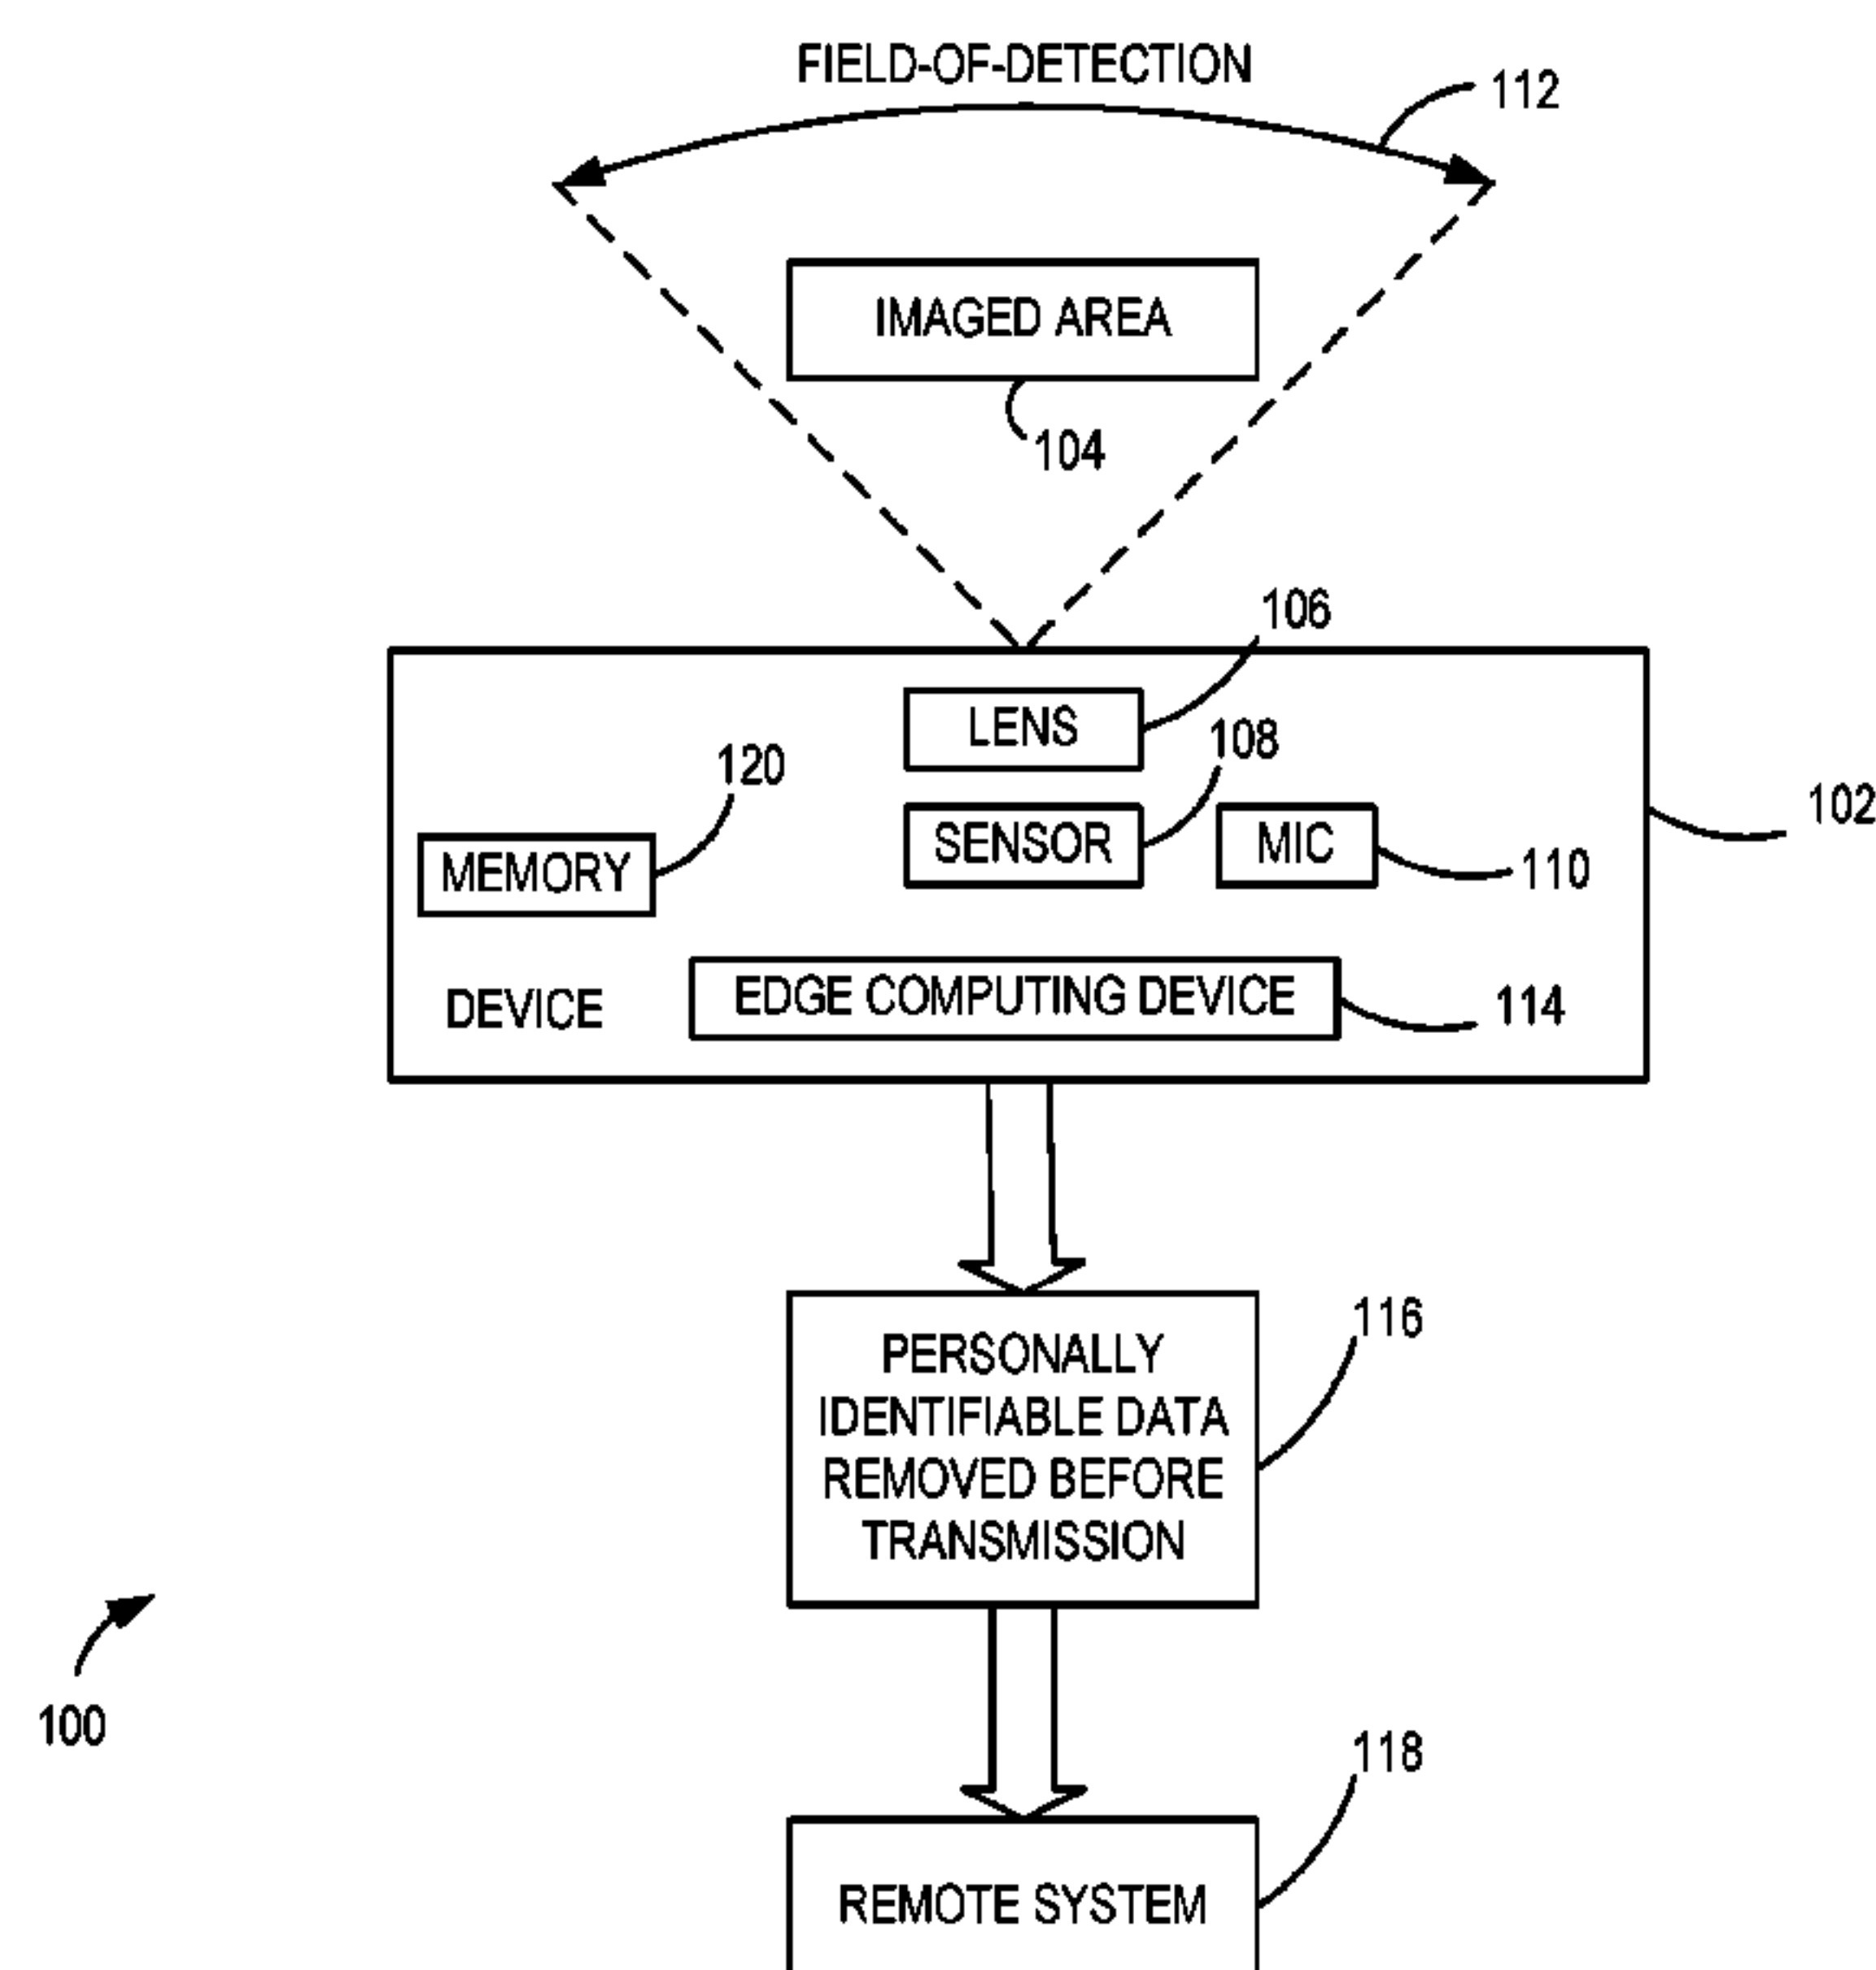 FIELD-OF-DETECTION
112
IMAGED AREA
104
106
LENS
108
120
102
SENSOR
MIC
MEMORY
110
EDGE COMPUTING DEVICE
DEVICE
114
116
PERSONALLY
IDENTIFIABLE DATA
REMOVED BEFORE
TRANSMISSION
100
118
REMOTE SYSTEM